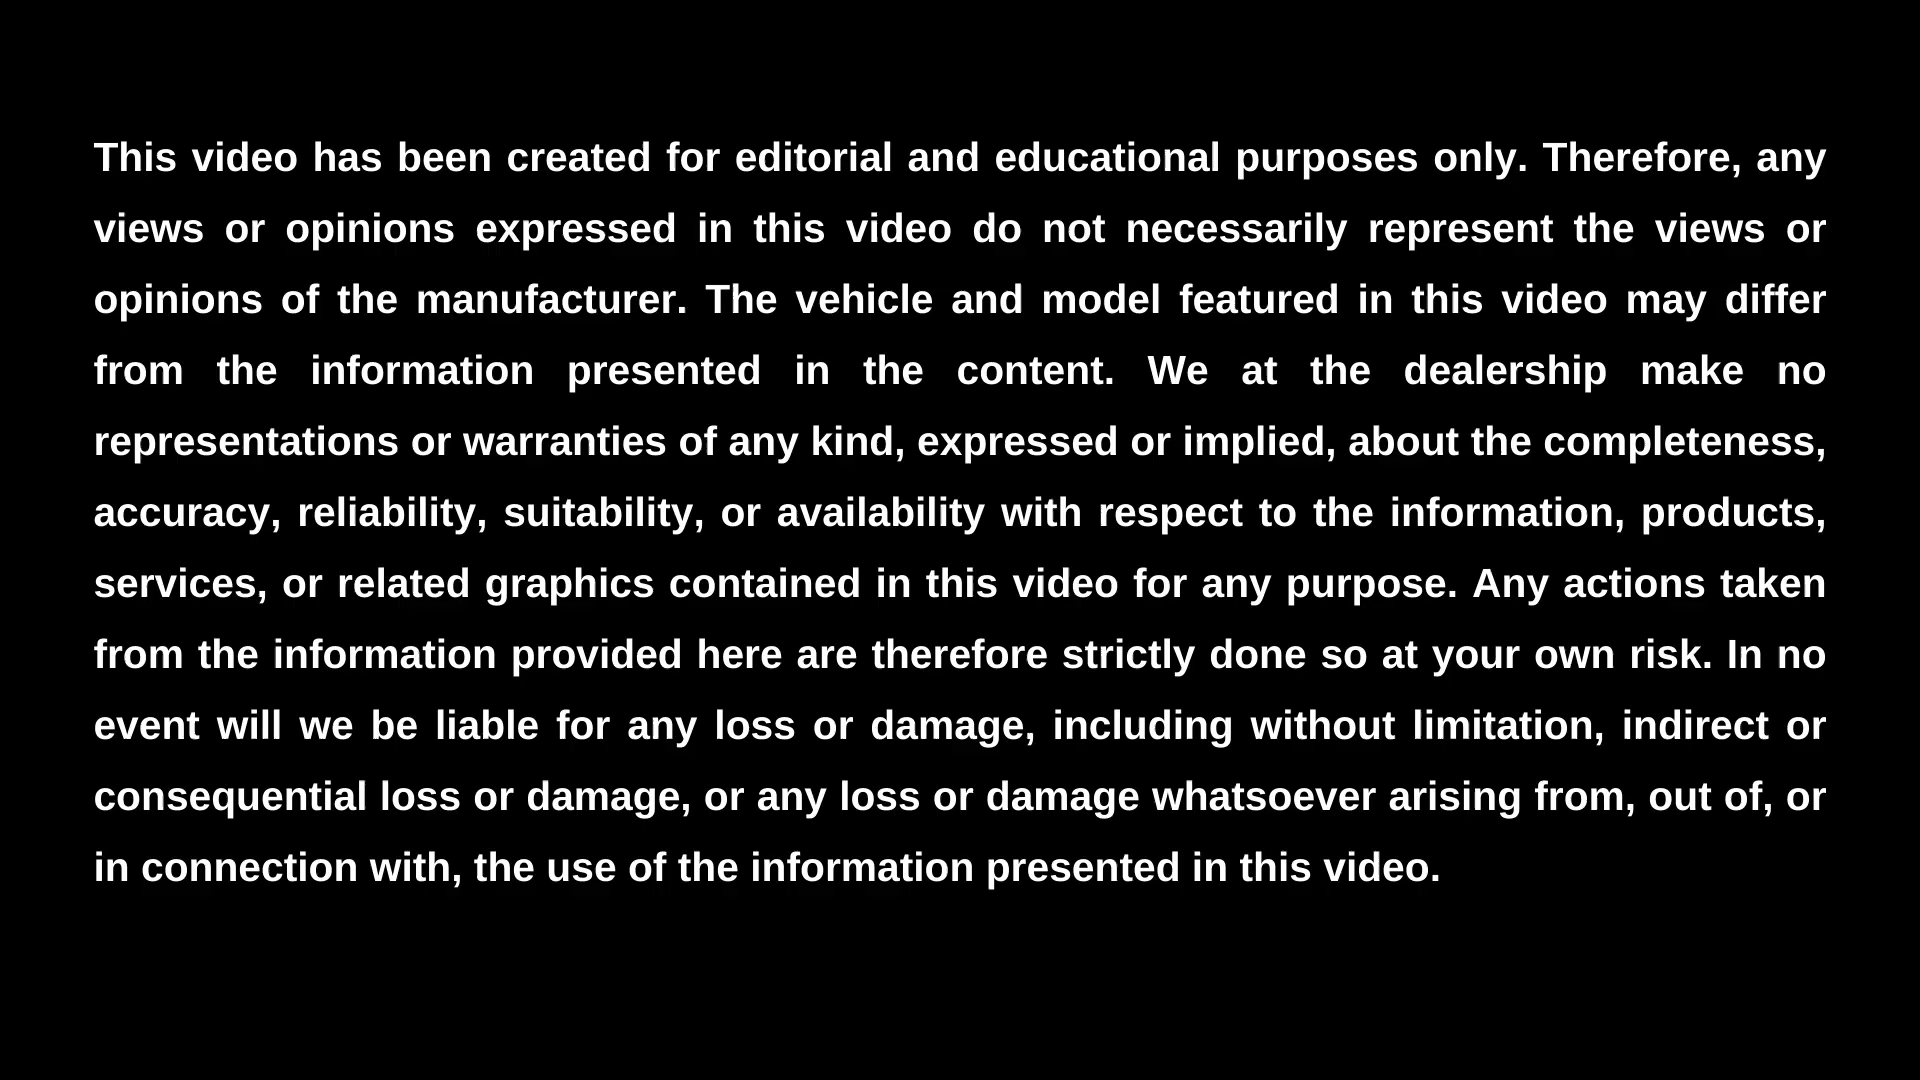 This video has been created for editorial and educational purposes only. Therefore, any
views or opinions expressed in this video do not necessarily represent the views or
opinions of the manufacturer. The vehicle and model featured in this video may differ
from the information presented in the content. We at the dealership make no
representations or warranties of any kind, expressed or implied, about the completeness,
accuracy, reliability, suitability, or availability with respect to the information, products,
services, or related graphics contained in this video for any purpose. Any actions taken
from the information provided here are therefore strictly done so at your own risk. In no
event will we be liable for any loss or damage, including without limitation, indirect or
consequential loss or damage, or any loss or damage whatsoever arising from, out of, or
in connection with, the use of the information presented in this video.